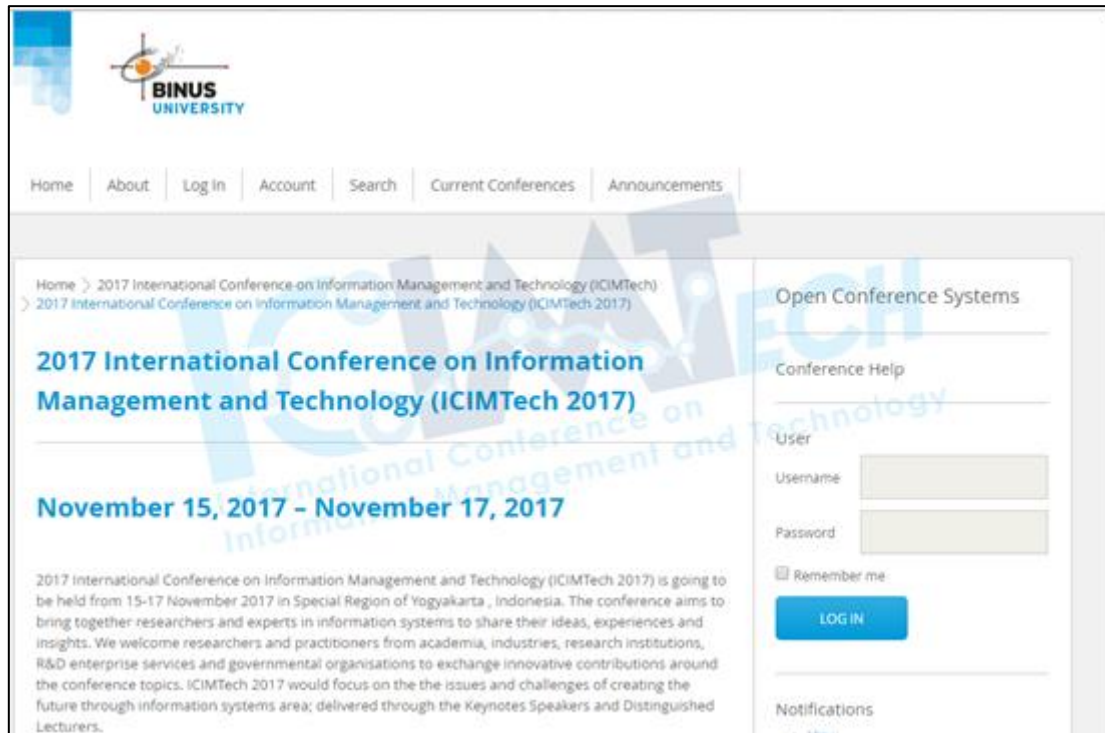 BINUS
UNIVERSITY
Home About Log In Account Search Current Conferences Announcements
Home 2017 International Conference on Information Management and Technology (ICIMTech)
2017 International Conference on Information Management and Technology (ICIMTech 2017)
2017 International Conference on Information
Management and Technology (ICIMTech 2017)
November 15, 2017 – November 17, 2017
2017 International Conference on Information Management and Technology (ICIMTech 2017) is going to
be held from 15-17 November 2017 in Special Region of Yogyakarta , Indonesia. The conference aims to
bring together researchers and experts in information systems to share their ideas, experiences and
insights. We welcome researchers and practitioners from academia, industries, research institutions,
R&D enterprise services and governmental organisations to exchange innovative contributions around
the conference topics. ICIMTech 2017 would focus on the the issues and challenges of creating the
future through information systems area; delivered through the Keynotes Speakers and Distinguished
Lecturers.
Open Conference Systems
Conference Help
User
Username
Password
Remember me
LOG IN
Notifications
ICIMTECH
International Conference on
Information Management and Technology